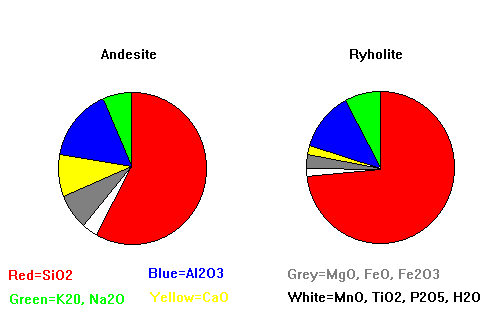 Andesite
Ryholite
Red=SiO2
Blue=Al2O3
Grey=MgO, FeO, Fe2O3
Green=K20, Na2O
Yellow=CaO
White=MnO, TiO2, P2O5, H2O